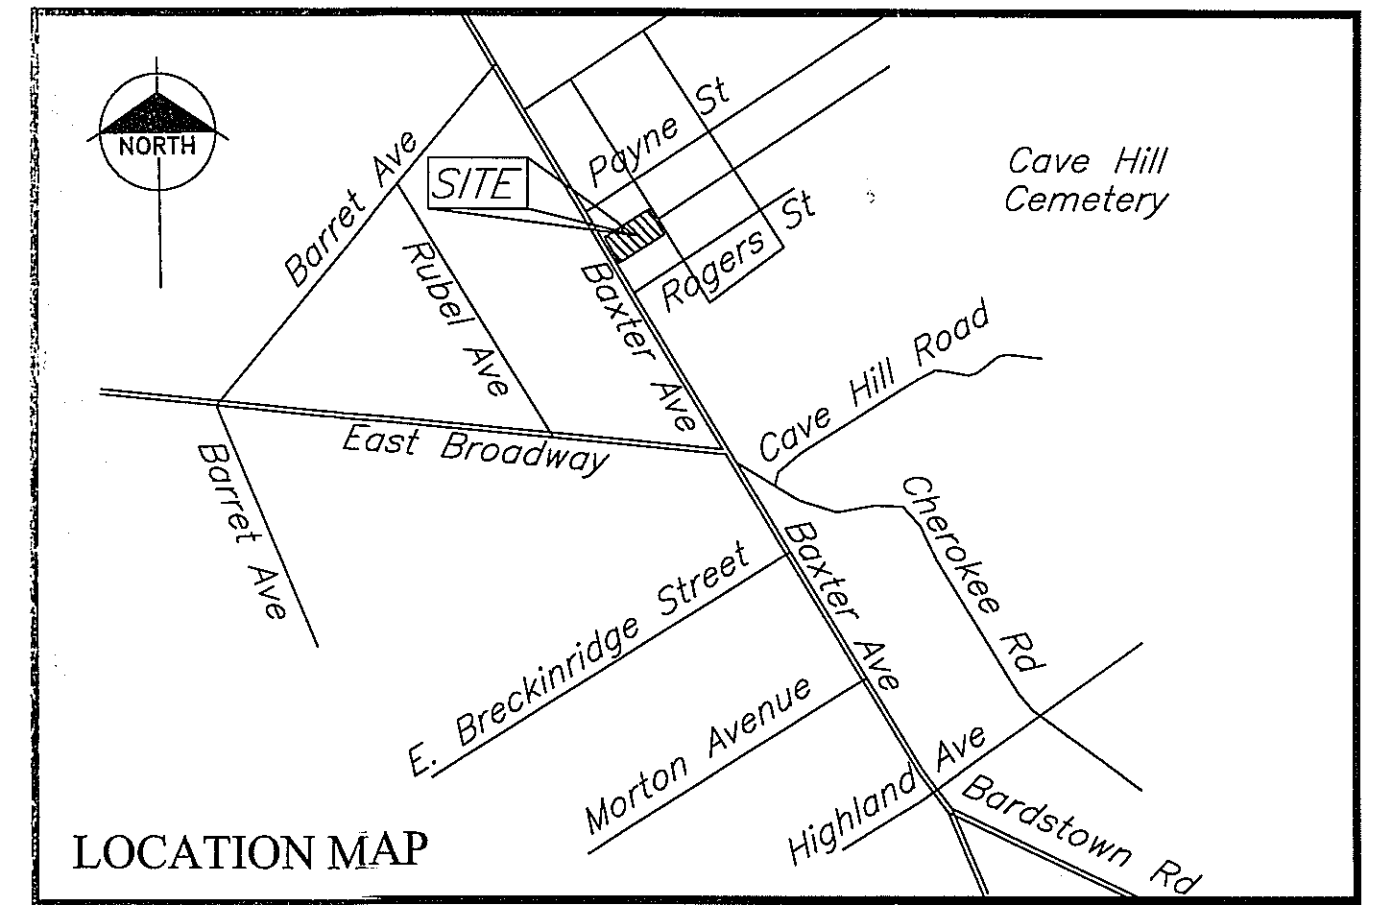 NORTH
Barret Ave
SITE
Payne St
Rogers St
Cave Hill
Cemetery
Rubel Ave
Baxter Ave
Cave Hill Road
East Broadway
Barret Ave
Cherokee Rd
Baxter Ave
E. Breckinridge Street
Morton Avenue
Highland Ave
Bardstown Rd
LOCATION MAP